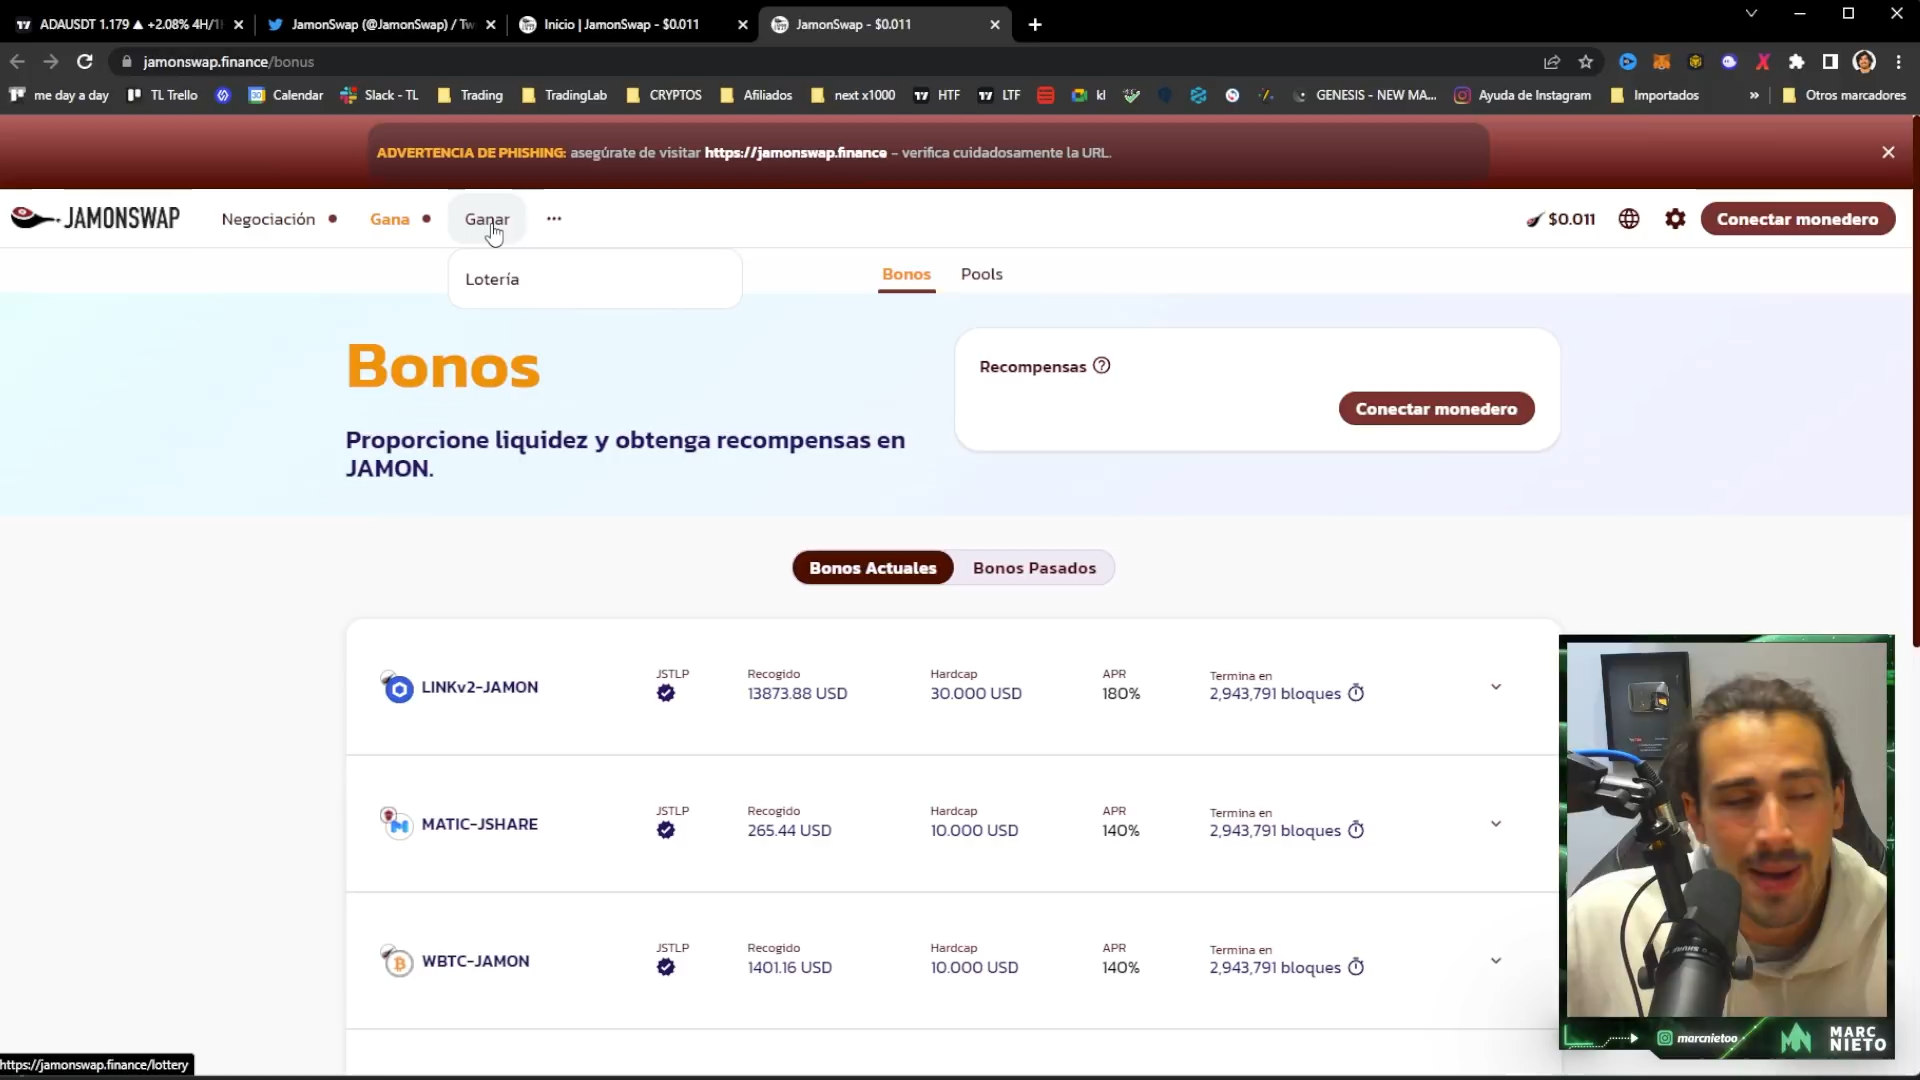 ADAUSDT 1.179 ▲ +2.08% 4H/1
JamonSwap (@JamonSwap) / Tw
Inicio | JamonSwap - $0.011
JamonSwap - $0.011
jamonswap.finance/bonus
me day a day
TL Trello
Calendar
Slack - TL
Trading
TradingLab
CRYPTOS
Afiliados
next x1000
HTF
LTF
kl
GENESIS - NEW MA...
Ayuda de Instagram
Importados
»
Otros marcadores
ADVERTENCIA DE PHISHING: asegúrate de visitar https://jamonswap.finance - verifica cuidadosamente la URL.
JAMONSWAP
Negociación
Gana
Ganar
$0.011
Conectar monedero
Lotería
Bonos
Pools
Bonos
Proporcione liquidez y obtenga recompensas en
JAMON.
Recompensas
Conectar monedero
Bonos Actuales
Bonos Pasados
LINKv2-JAMON
JSTLP
Recogido
13873.88 USD
Hardcap
30.000 USD
APR
180%
Termina en
2,943,791 bloques
MATIC-JSHARE
JSTLP
Recogido
265.44 USD
Hardcap
10.000 USD
APR
140%
Termina en
2,943,791 bloques
WBTC-JAMON
JSTLP
Recogido
1401.16 USD
Hardcap
10.000 USD
APR
140%
Termina en
2,943,791 bloques
https://jamonswap.finance/lottery
marcnietoo
MARC
NIETO